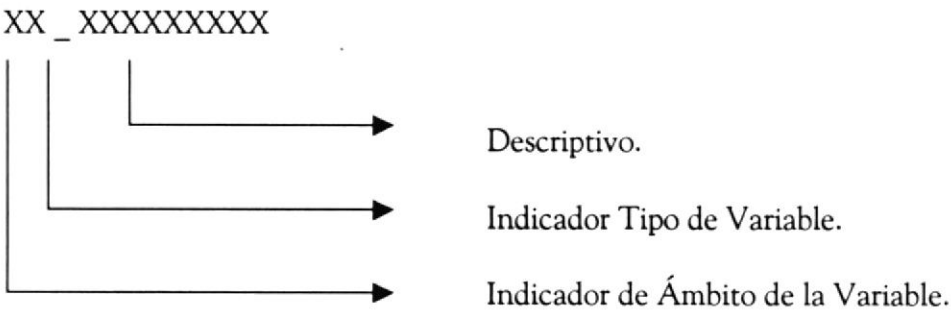 XX _ XXXXXXXXX
Descriptivo.
Indicador Tipo de Variable.
Indicador de Ámbito de la Variable.